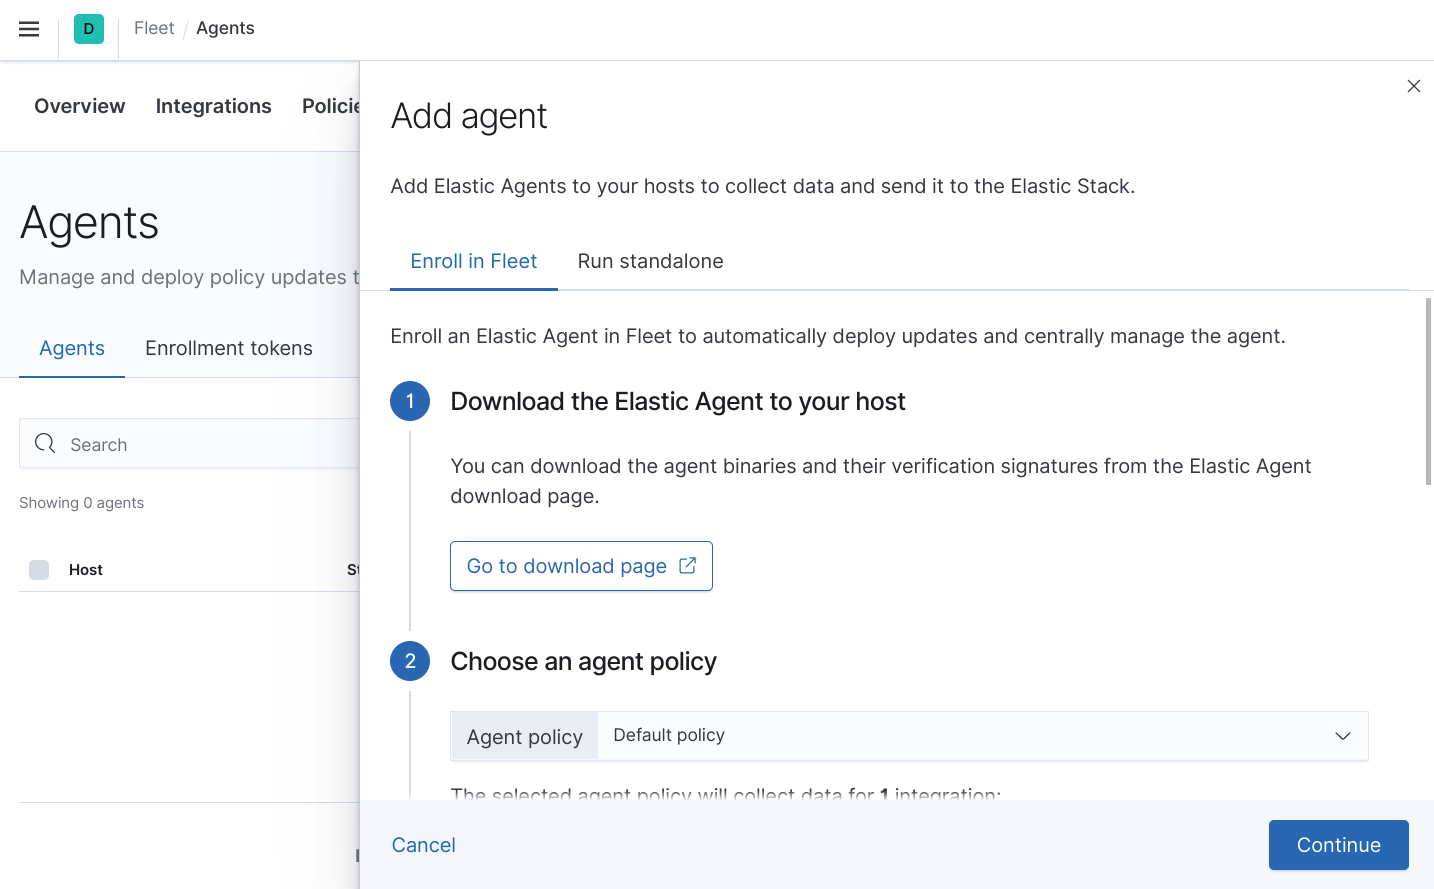 D
Fleet / Agents
Overview Integrations
Agents
Manage and deploy policy updates
Agents Enrollment tokens
Search
Showing 0 agents
Host
Add agent
Add Elastic Agents to your hosts to collect data and send it to the Elastic Stack.
Enroll in Fleet Run standalone
Enroll an Elastic Agent in Fleet to automatically deploy updates and centrally manage the agent.
1 Download the Elastic Agent to your host
You can download the agent binaries and their verification signatures from the Elastic Agent
download page.
Go to download page
2 Choose an agent policy
Agent policy Default policy
The selected agent policy will collect data for 1 integration:
Cancel Continue